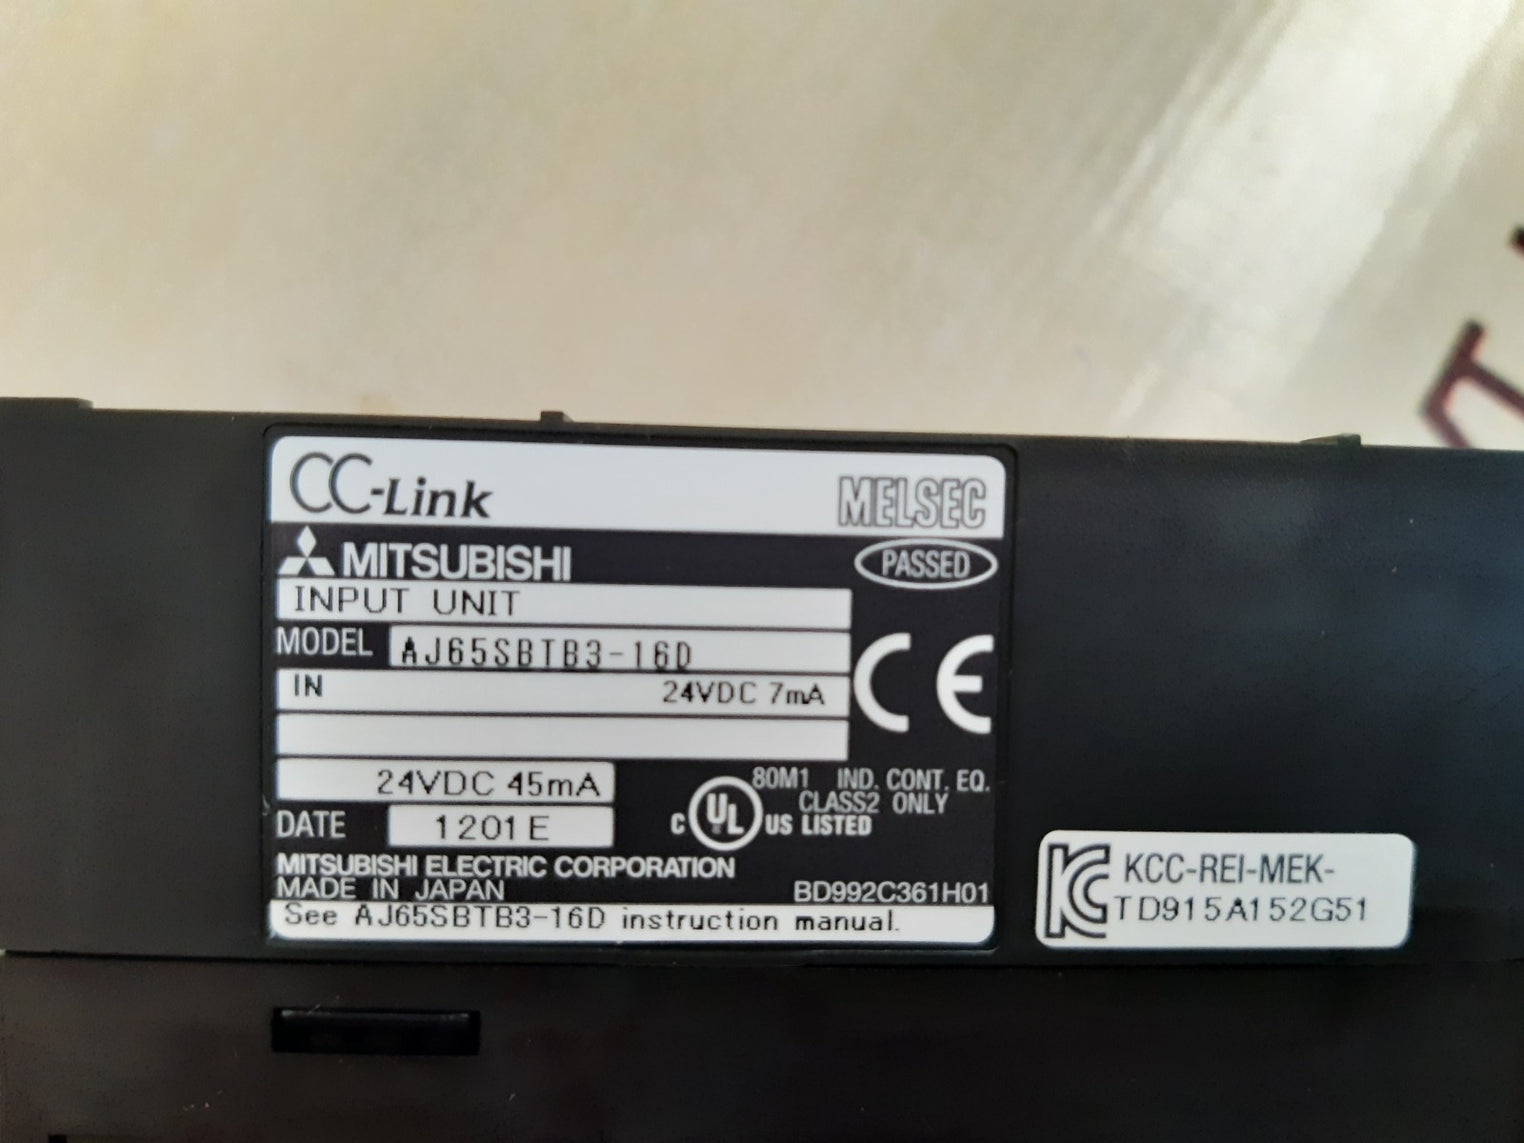 CC-Link MELSEC
MITSUBISHI PASSED
INPUT UNIT
MODEL AJ65SBTB3-16D
IN 24VDC 7mA
CE
24VDC 45mA
80M1 IND. CONT. EQ.
CLASS2 ONLY
C UL US LISTED
DATE 1201E
MITSUBISHI ELECTRIC CORPORATION
MADE IN JAPAN BD992C361H01
See AJ65SBTB3-16D instruction manual.
KCC-REI-MEK-
TD915A152G51